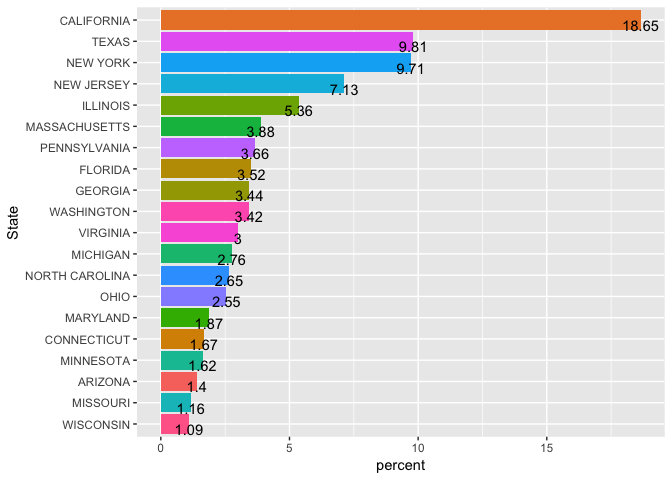 CALIFORNIA 18.65
TEXAS 9.81
NEW YORK 9.71
NEW JERSEY 7.13
ILLINOIS 5.36
MASSACHUSETTS 3.88
PENNSYLVANIA 3.66
FLORIDA 3.52
GEORGIA 3.44
WASHINGTON 3.42
VIRGINIA 3
MICHIGAN 2.76
NORTH CAROLINA 2.65
OHIO 2.55
MARYLAND 1.87
CONNECTICUT 1.67
MINNESOTA 1.62
ARIZONA 1.4
MISSOURI 1.16
WISCONSIN 1.09
State
0 5 10 15
percent